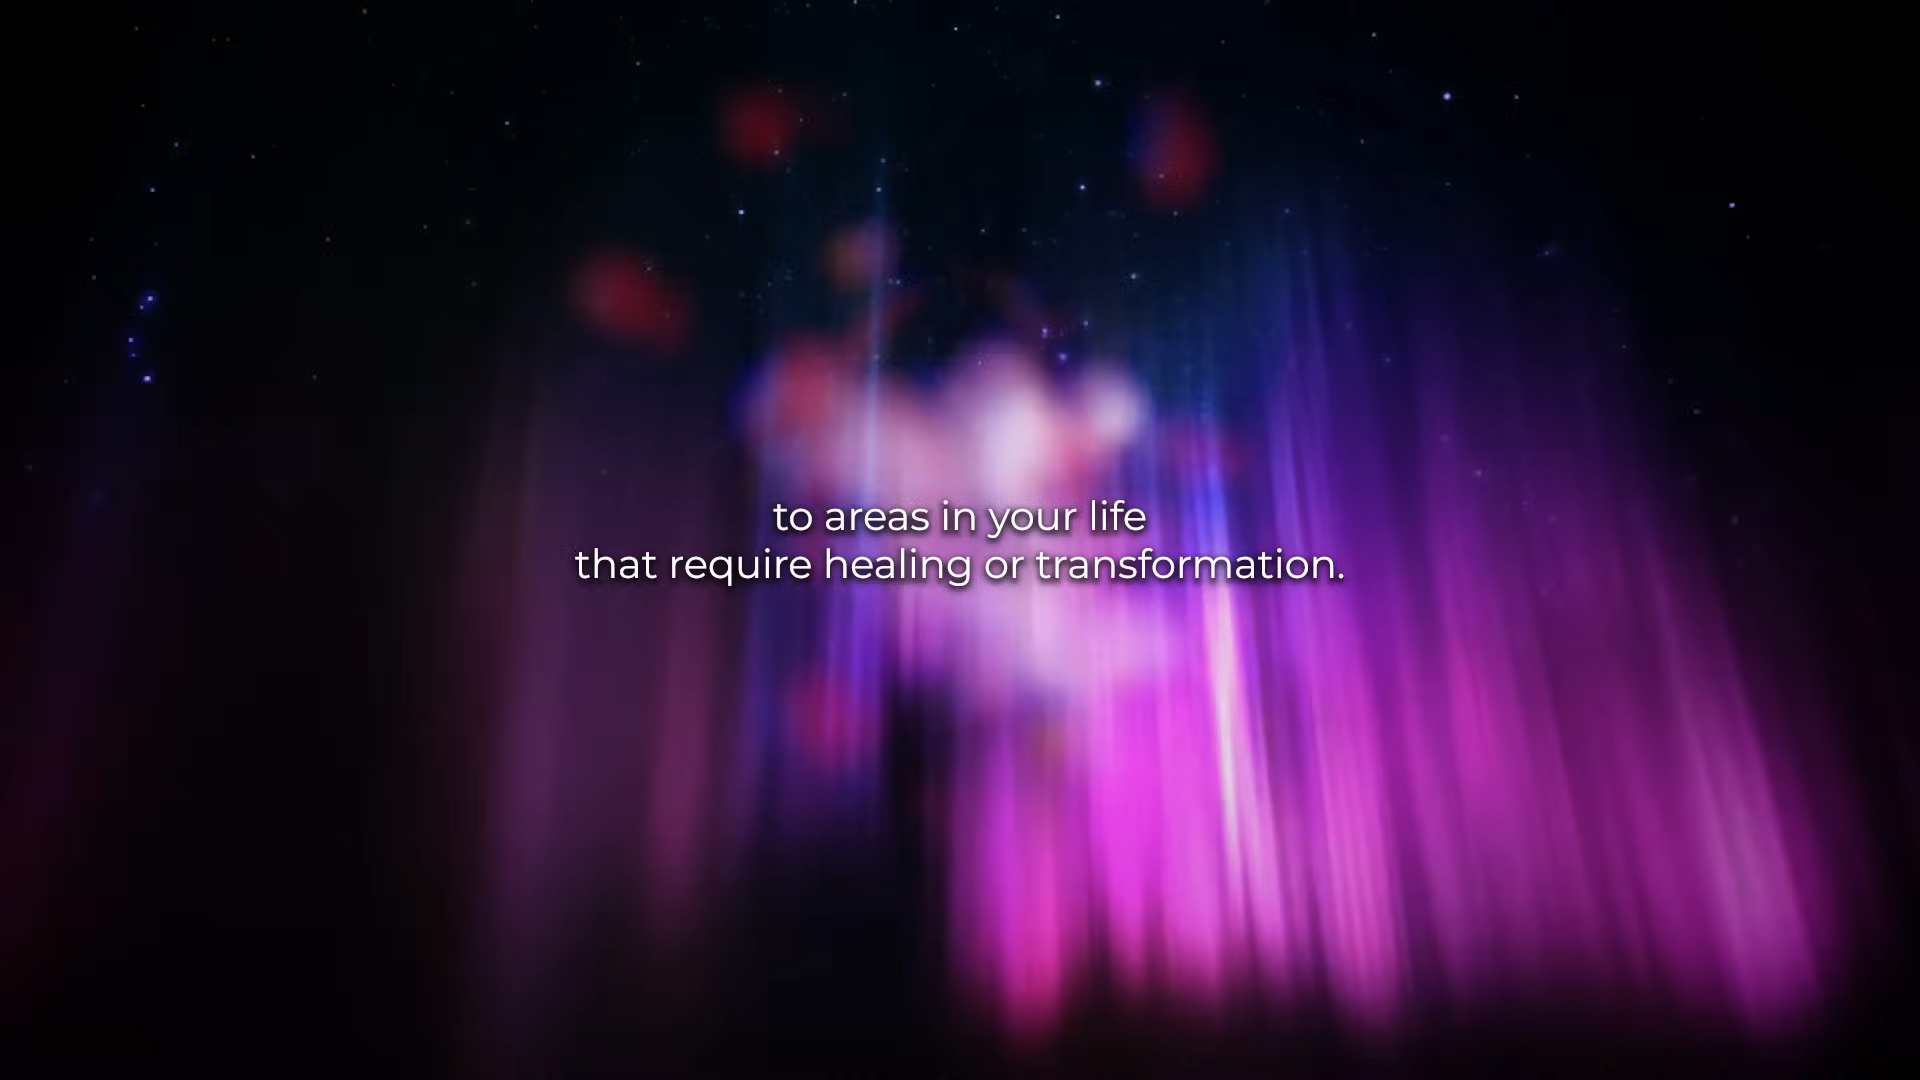 to areas in your life
that require healing or transformation.